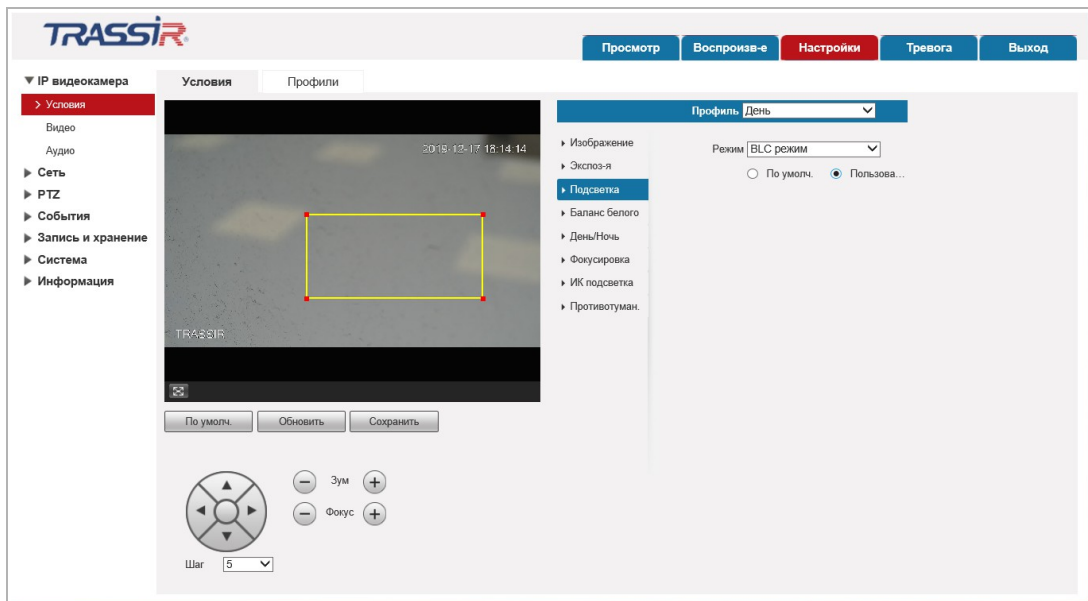 TRASSIR
Просмотр
Воспроизв-е
Настройки
Тревога
Выход
IP видеокамера
Условия
Видео
Аудио
Сеть
PTZ
События
Запись и хранение
Система
Информация
Условия
Профили
2019-12-17 18:14:14
TRASSIR
По умолч.
Обновить
Сохранить
Зум
Фокус
Шаг 5
Профиль День
Изображение
Экспоз-я
Подсветка
Баланс белого
День/Ночь
Фокусировка
ИК подсветка
Противотуман.
Режим BLC режим
По умолч. Пользова...